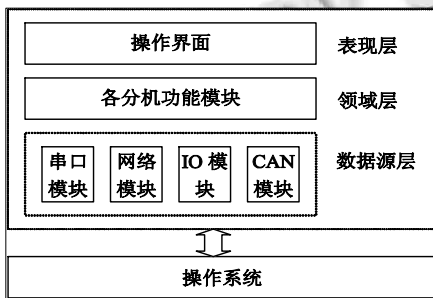 操作界面
表现层
各分机功能模块
领域层
串口
模块
网络
模块
IO 模
块
CAN
模块
数据源层
操作系统